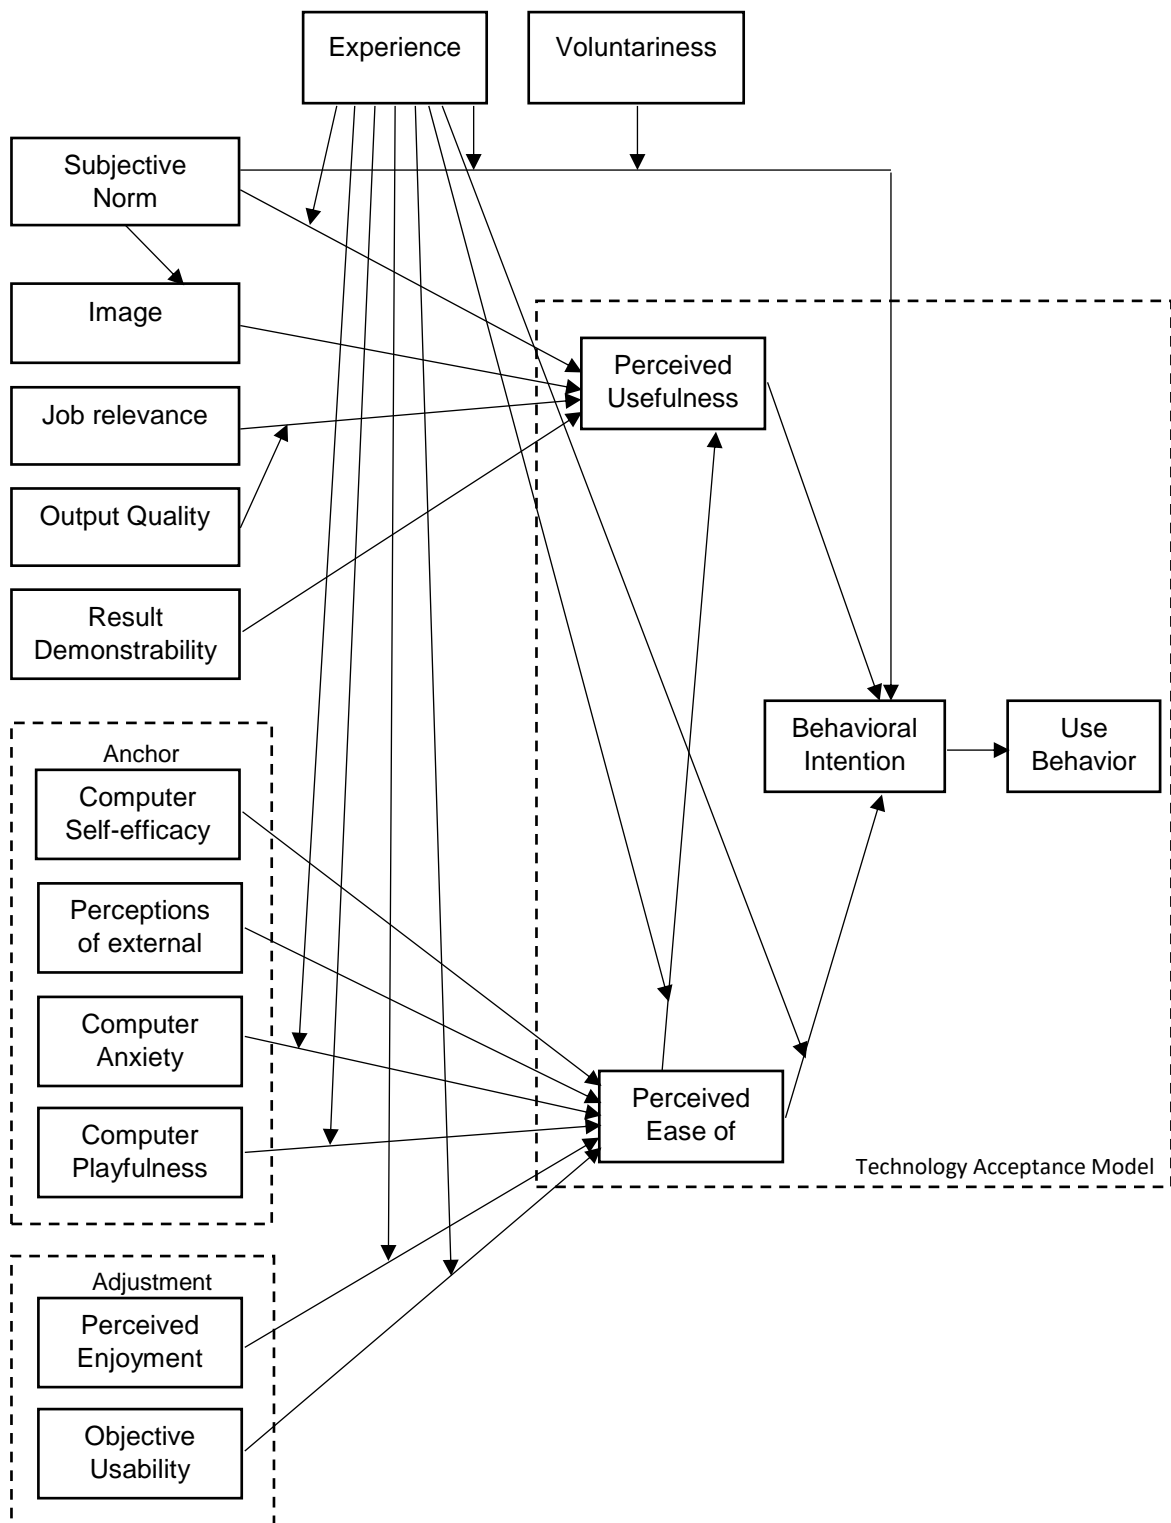 Experience
Voluntariness
Subjective
Norm
Image
Job relevance
Output Quality
Result
Demonstrability
Perceived
Usefulness
Behavioral
Intention
Use
Behavior
Anchor
Computer
Self-efficacy
Perceptions
of external
Computer
Anxiety
Computer
Playfulness
Perceived
Ease of
Technology Acceptance Model
Adjustment
Perceived
Enjoyment
Objective
Usability